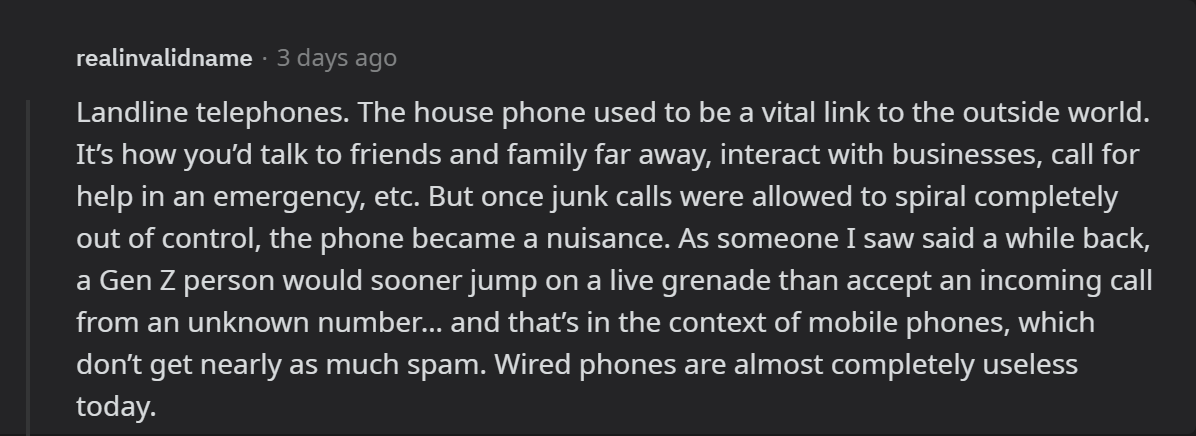 realinvalidname · 3 days ago
Landline telephones. The house phone used to be a vital link to the outside world.
It’s how you’d talk to friends and family far away, interact with businesses, call for
help in an emergency, etc. But once junk calls were allowed to spiral completely
out of control, the phone became a nuisance. As someone I saw said a while back,
a Gen Z person would sooner jump on a live grenade than accept an incoming call
from an unknown number… and that’s in the context of mobile phones, which
don’t get nearly as much spam. Wired phones are almost completely useless
today.